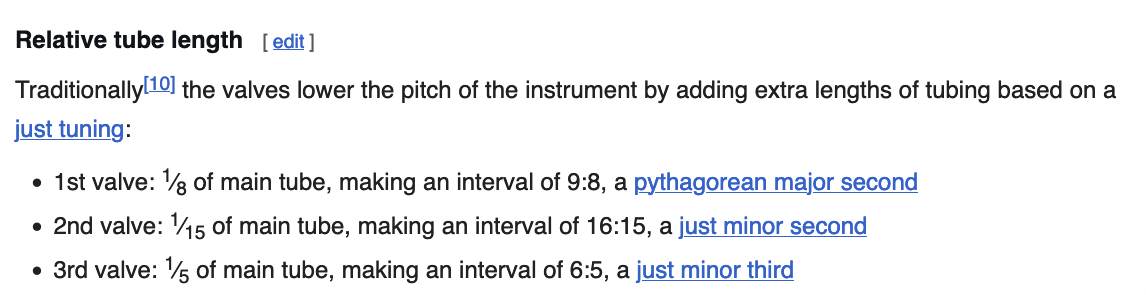 Relative tube length [ edit ]
Traditionally[10] the valves lower the pitch of the instrument by adding extra lengths of tubing based on a
just tuning:
• 1st valve: 1⁄8 of main tube, making an interval of 9:8, a pythagorean major second
• 2nd valve: 1⁄15 of main tube, making an interval of 16:15, a just minor second
• 3rd valve: 1⁄5 of main tube, making an interval of 6:5, a just minor third